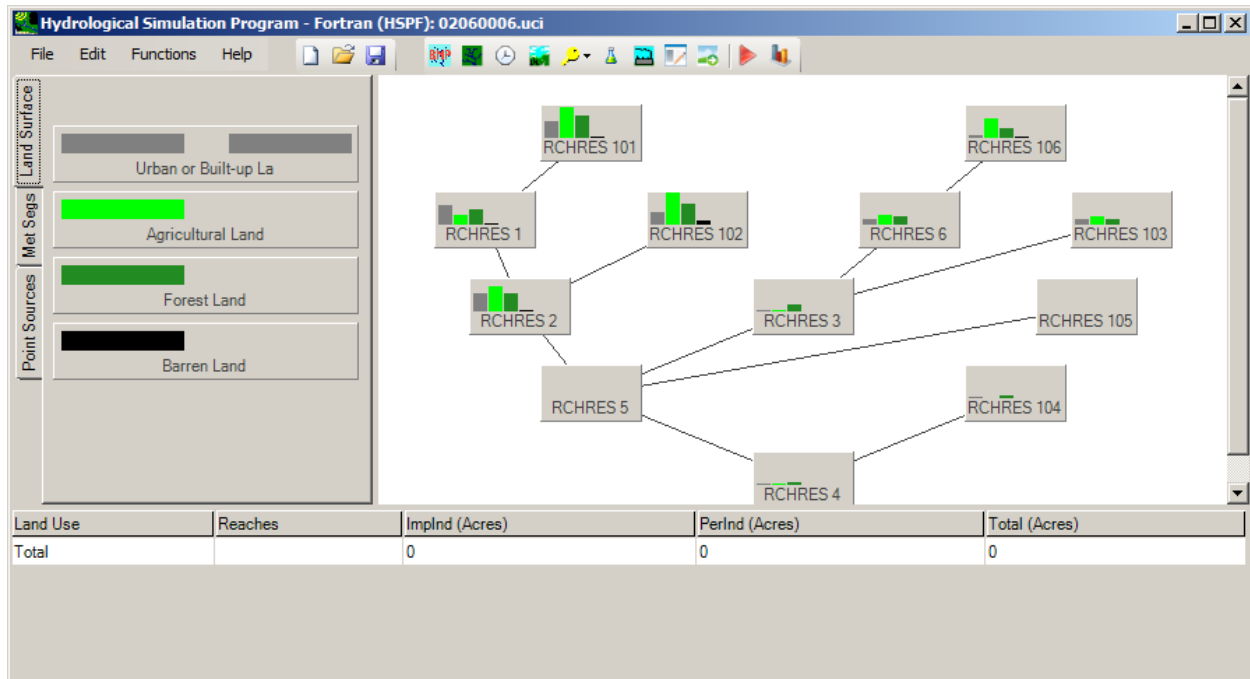 Hydrological Simulation Program - Fortran (HSPF): 02060006.uci
File Edit Functions Help
BMP
Land Surface
Met Segs
Point Sources
Urban or Built-up La
Agricultural Land
Forest Land
Barren Land
RCHRES 101
RCHRES 106
RCHRES 1
RCHRES 102
RCHRES 6
RCHRES 103
RCHRES 2
RCHRES 3
RCHRES 105
RCHRES 5
RCHRES 104
RCHRES 4
Land Use Reaches ImpInd (Acres) PerInd (Acres) Total (Acres)
Total 0 0 0